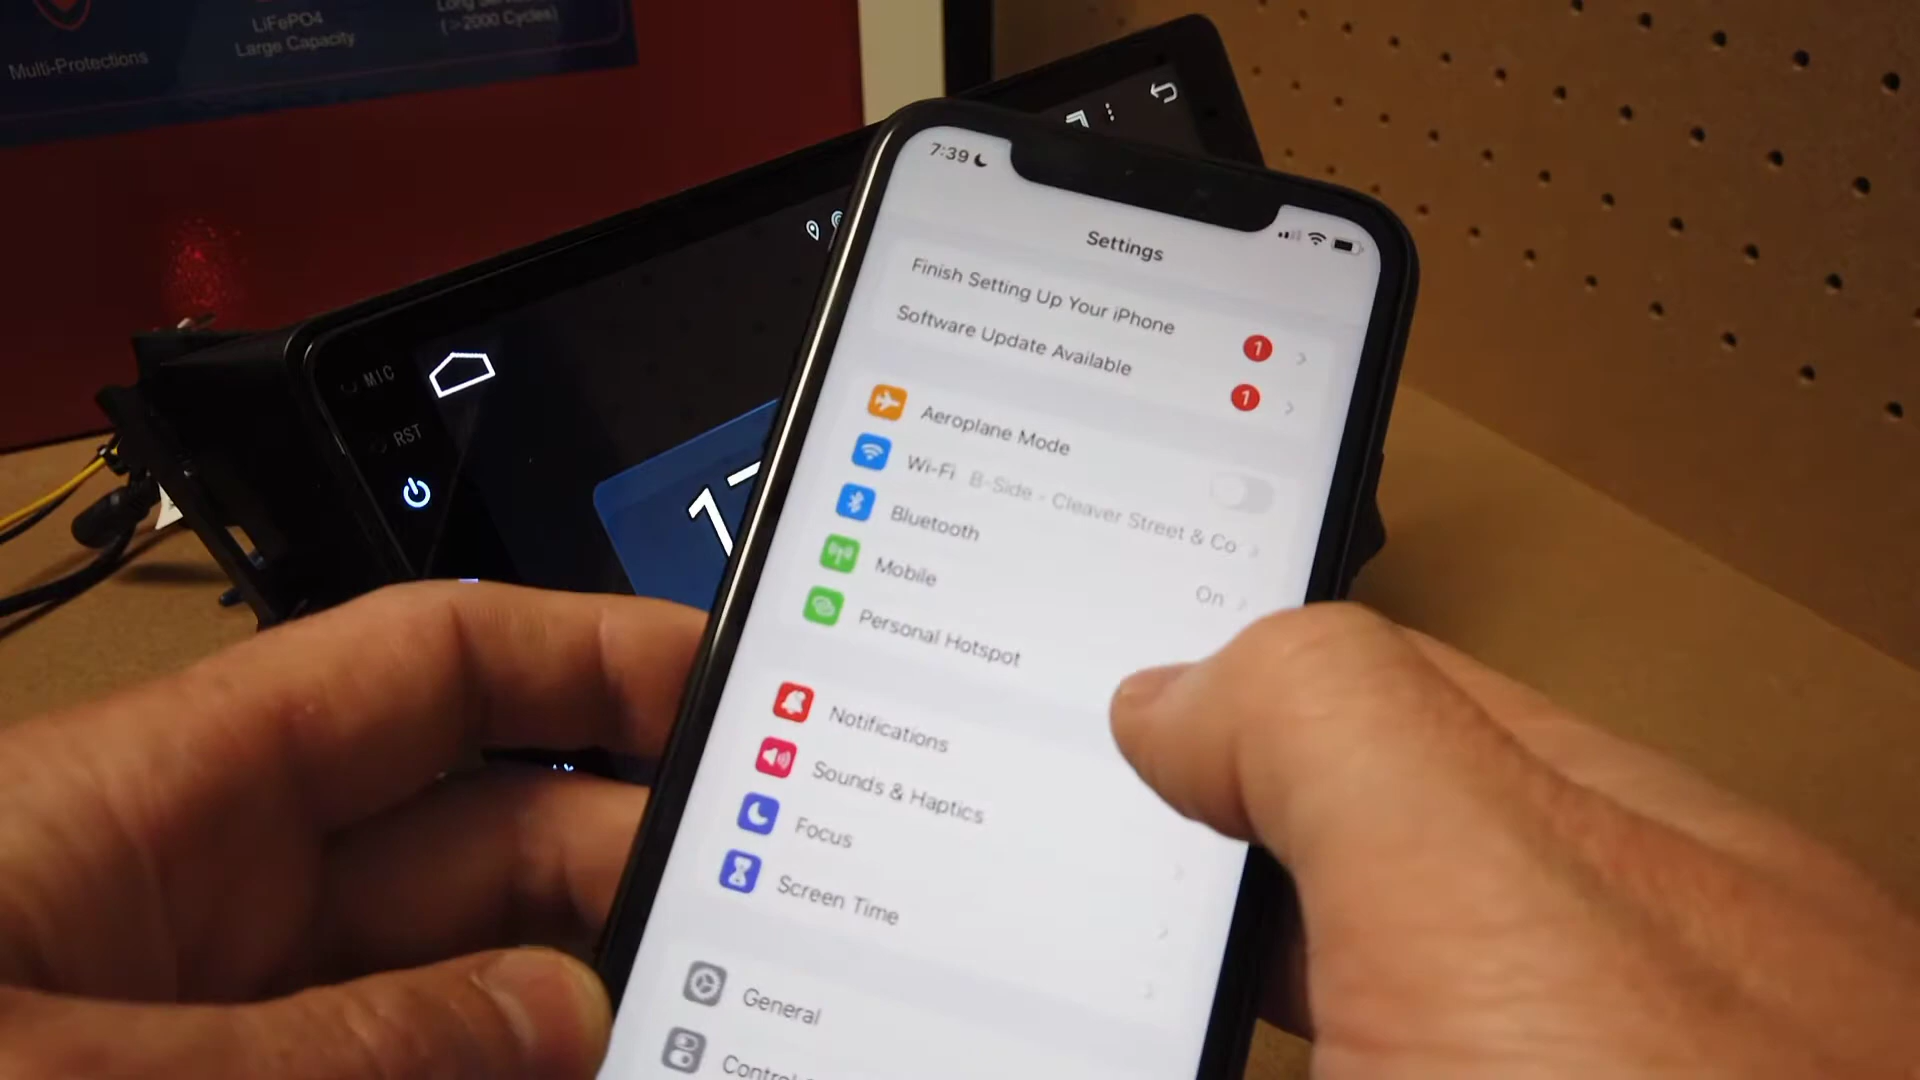 Multi-Protections
LiFePO4
Large Capacity
(>2000 Cycles)
MIC
RST
17
7:39
Settings
Finish Setting Up Your iPhone
1
Software Update Available
1
Aeroplane Mode
Wi-Fi B-Side - Cleaver Street & Co
Bluetooth
On
Mobile
Personal Hotspot
Notifications
Sounds & Haptics
Focus
Screen Time
General